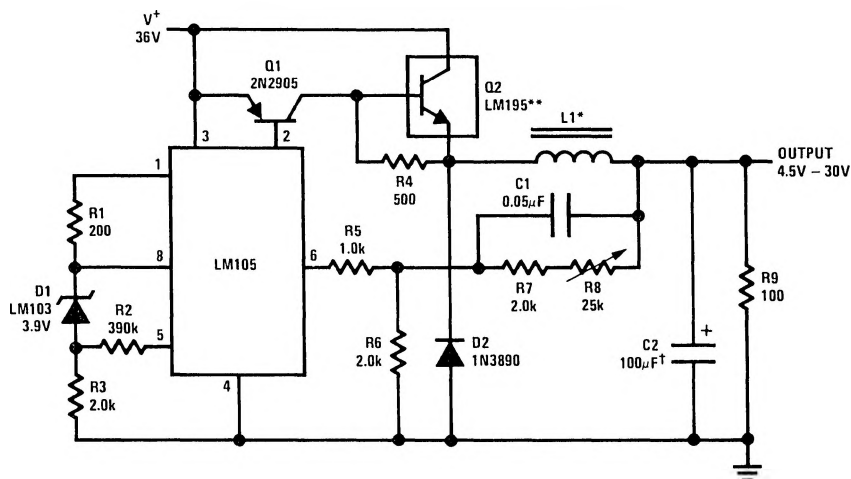 V+
36V
Q1
2N2905
Q2
LM195**
L1*
OUTPUT
4.5V – 30V
3
2
1
R4
500
C1
0.05μF
R1
200
R5
1.0k
8
LM105
6
R7
2.0k
R8
25k
D1
LM103
3.9V
R2
390k
5
R9
100
R6
2.0k
D2
1N3890
+
C2
100μF†
R3
2.0k
4